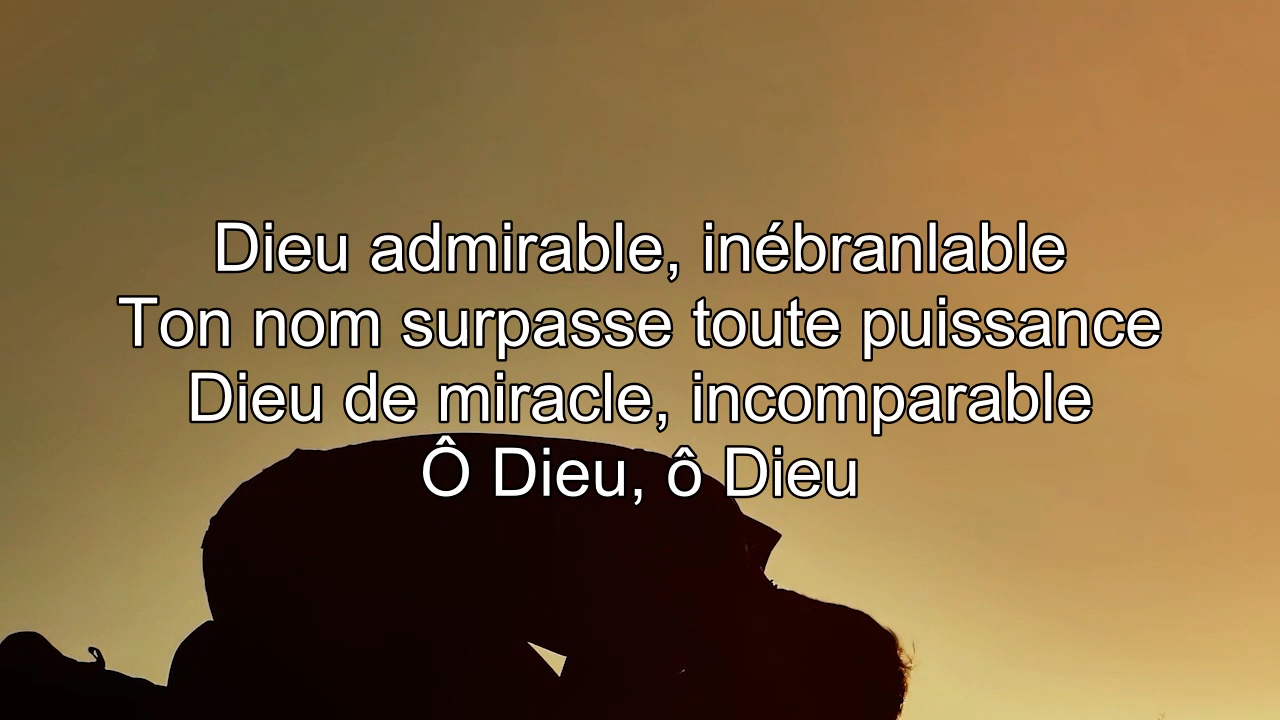 Dieu admirable, inébranlable
Ton nom surpasse toute puissance
Dieu de miracle, incomparable
Ô Dieu, ô Dieu